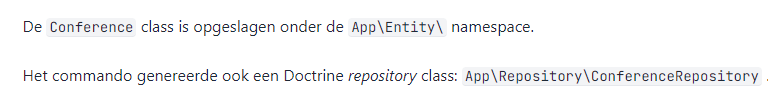 De Conference class is opgeslagen onder de App\Entity\ namespace.
Het commando genereerde ook een Doctrine repository class: App\Repository\ConferenceRepository .